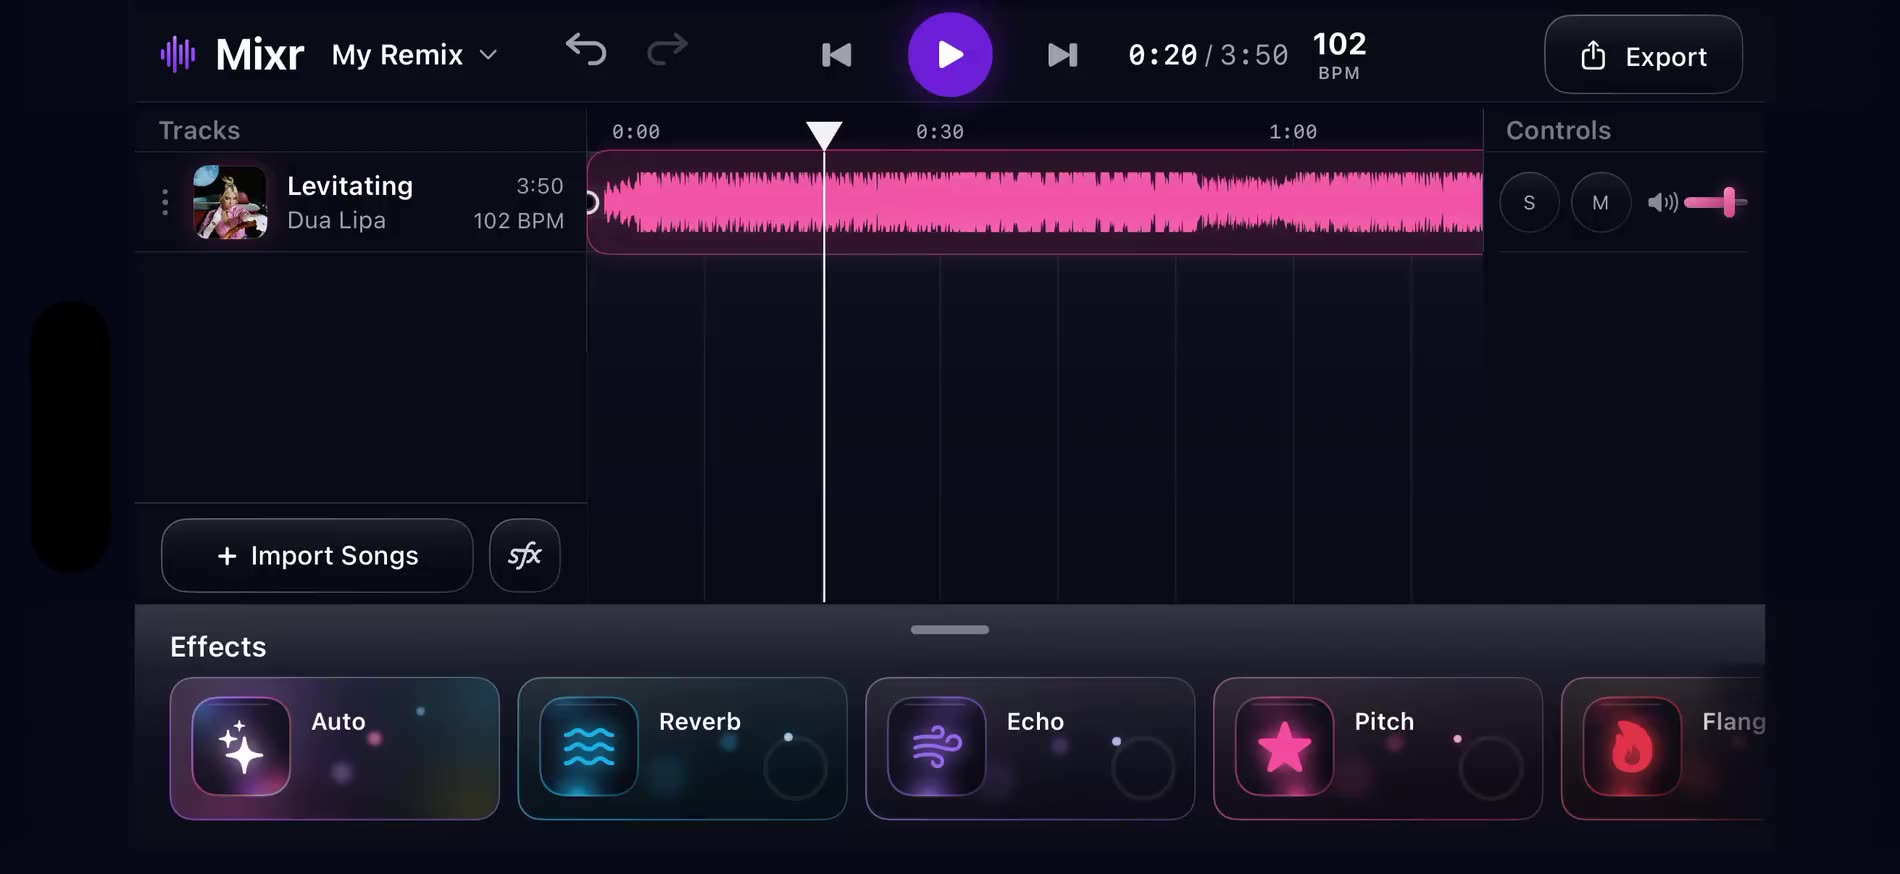 Mixr My Remix 0:20 / 3:50 102 BPM Export
Tracks 0:00 0:30 1:00 Controls
Levitating 3:50
Dua Lipa 102 BPM
S M
+ Import Songs sfx
Effects
Auto Reverb Echo Pitch Flang